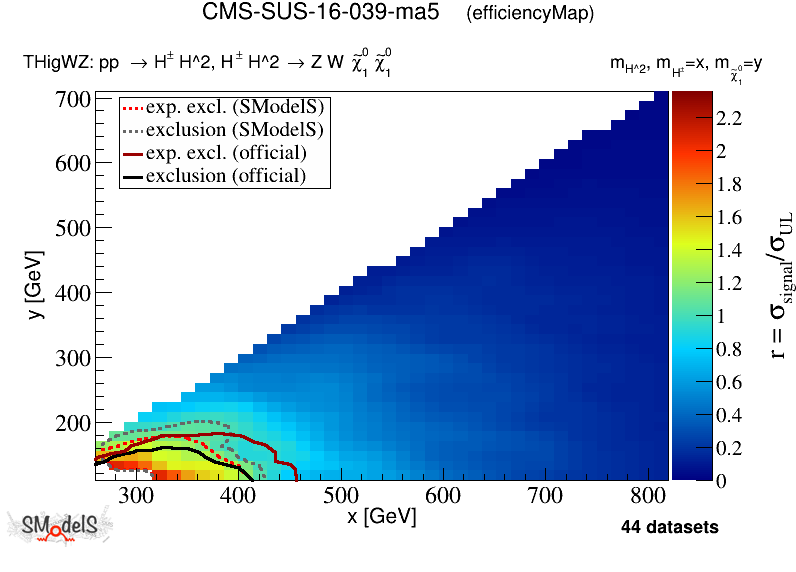 CMS-SUS-16-039-ma5 (efficiencyMap)
THigWZ: pp → H± H^2, H± H^2 → Z W χ̃⁰₁ χ̃⁰₁
m_H^2, m_H±=x, m_χ̃⁰₁=y
exp. excl. (SModelS)
exclusion (SModelS)
exp. excl. (official)
exclusion (official)
700
600
500
400
300
200
y [GeV]
300 400 500 600 700 800
x [GeV]
2.2
2
1.8
1.6
1.4
1.2
1
0.8
0.6
0.4
0.2
0
r = σ_signal/σ_UL
SModelS
44 datasets